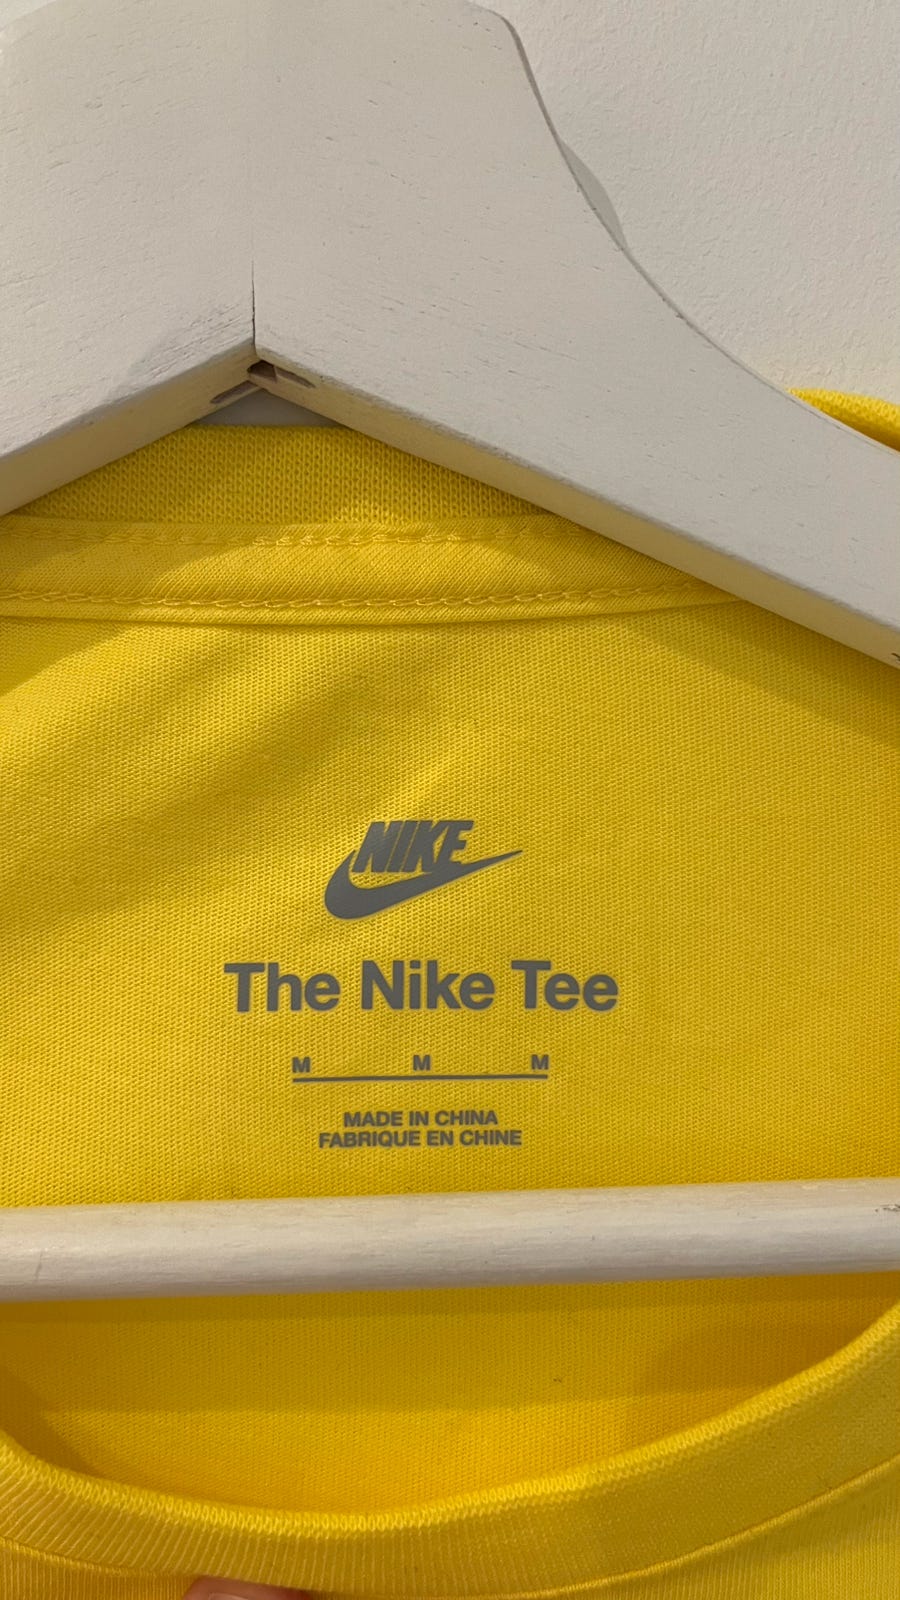 NIKE
The Nike Tee
M M M
MADE IN CHINA
FABRIQUE EN CHINE